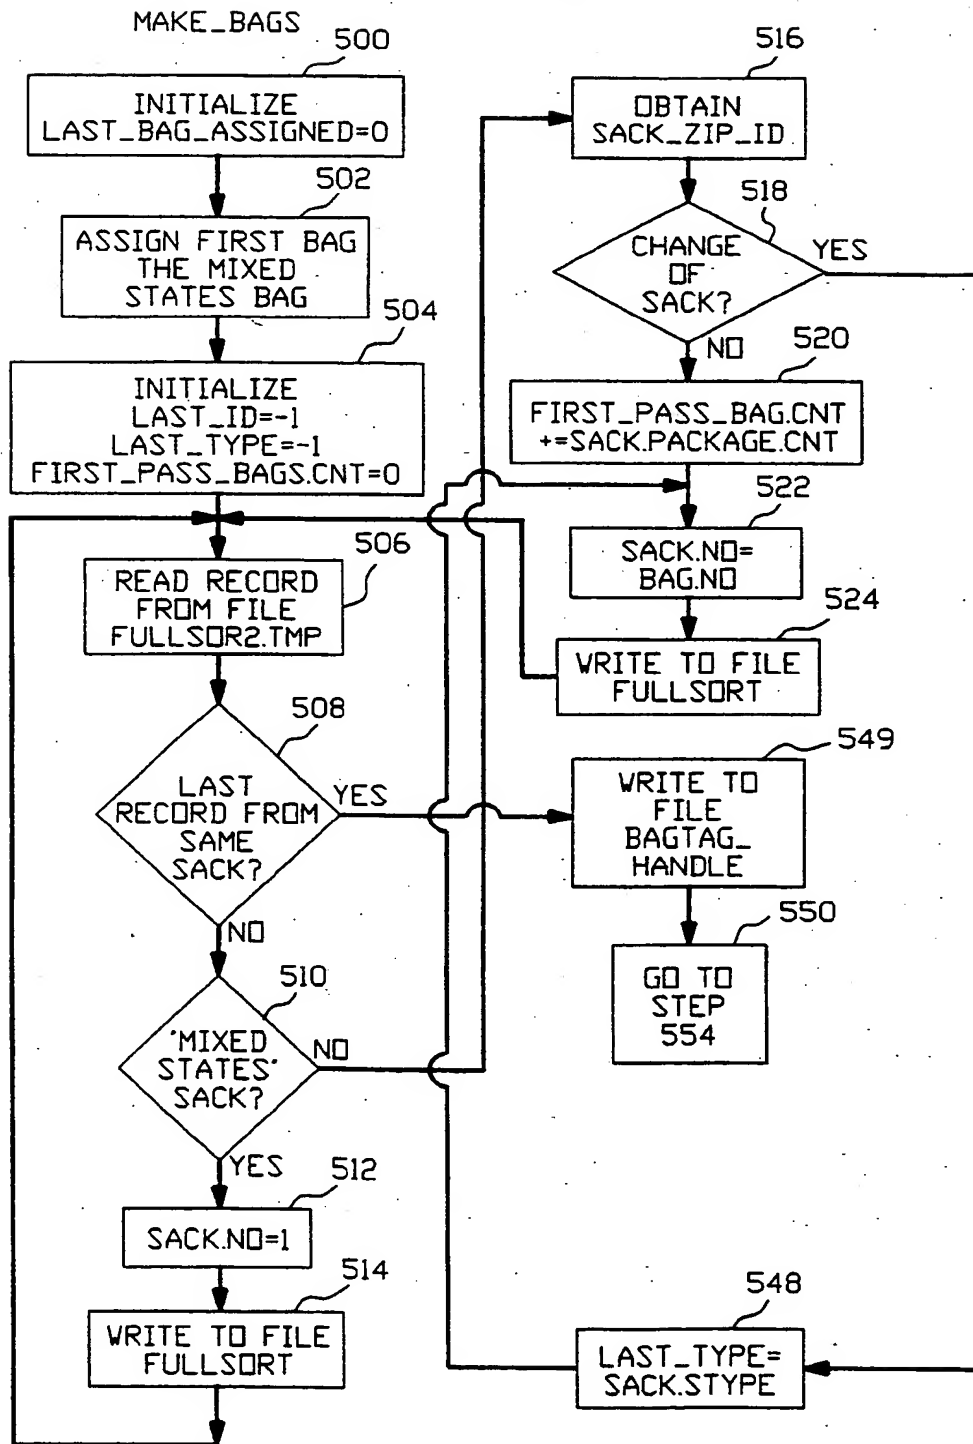 MAKE_BAGS
500
INITIALIZE
LAST_BAG_ASSIGNED=0
502
ASSIGN FIRST BAG
THE MIXED
STATES BAG
504
INITIALIZE
LAST_ID=-1
LAST_TYPE=-1
FIRST_PASS_BAGS.CNT=0
506
READ RECORD
FROM FILE
FULLSOR2.TMP
508
LAST
RECORD FROM
SAME
SACK?
YES
NO
510
'MIXED
STATES'
SACK?
NO
YES
512
SACK.NO=1
514
WRITE TO FILE
FULLSORT
516
OBTAIN
SACK_ZIP_ID
518
CHANGE
OF
SACK?
YES
NO
520
FIRST_PASS_BAG.CNT
+=SACK.PACKAGE.CNT
522
SACK.NO=
BAG.NO
524
WRITE TO FILE
FULLSORT
549
WRITE TO
FILE
BAGTAG_
HANDLE
550
GO TO
STEP
554
548
LAST_TYPE=
SACK.STYPE